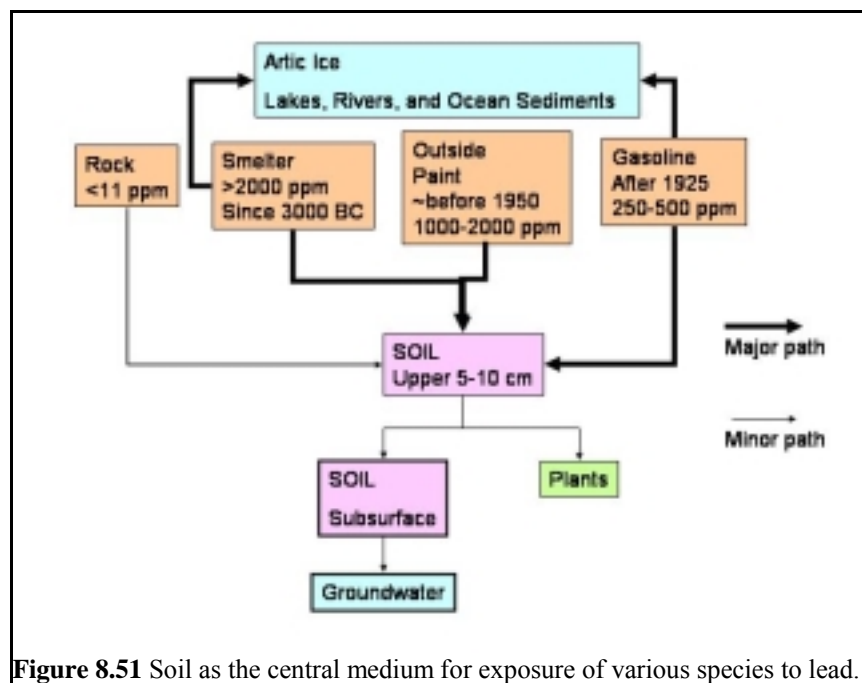 Artic Ice
Lakes, Rivers, and Ocean Sediments
Rock
<11 ppm
Smelter
>2000 ppm
Since 3000 BC
Outside
Paint
~before 1950
1000-2000 ppm
Gasoline
After 1925
250-500 ppm
Major path
SOIL
Upper 5-10 cm
Minor path
SOIL
Subsurface
Plants
Groundwater
Figure 8.51 Soil as the central medium for exposure of various species to lead.